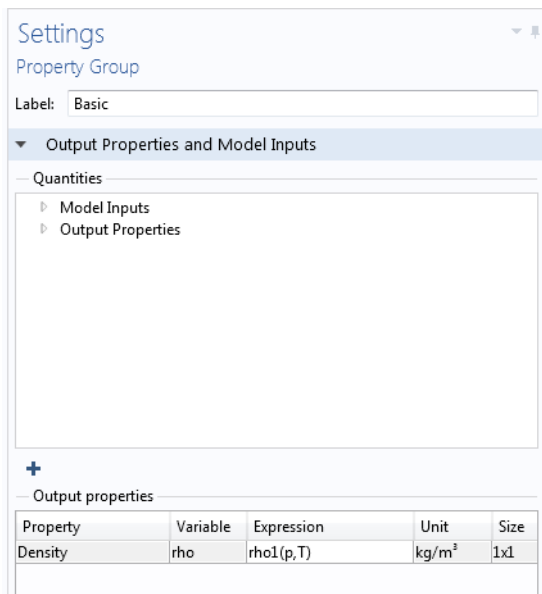 Settings
Property Group
Label: Basic
Output Properties and Model Inputs
Quantities
Model Inputs
Output Properties
Output properties
Property Variable Expression Unit Size
Density rho rho1(p,T) kg/m³ 1x1